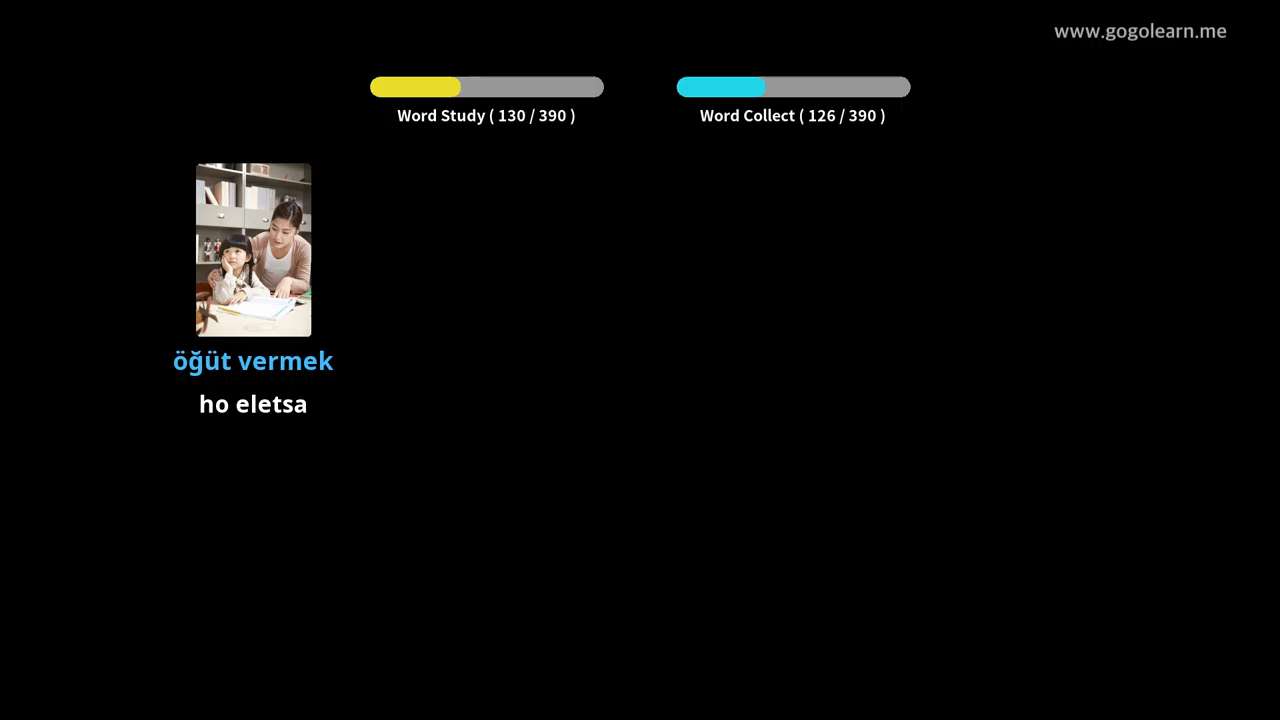 www.gogolearn.me
Word Study ( 130 / 390 )
Word Collect ( 126 / 390 )
öğüt vermek
ho eletsa